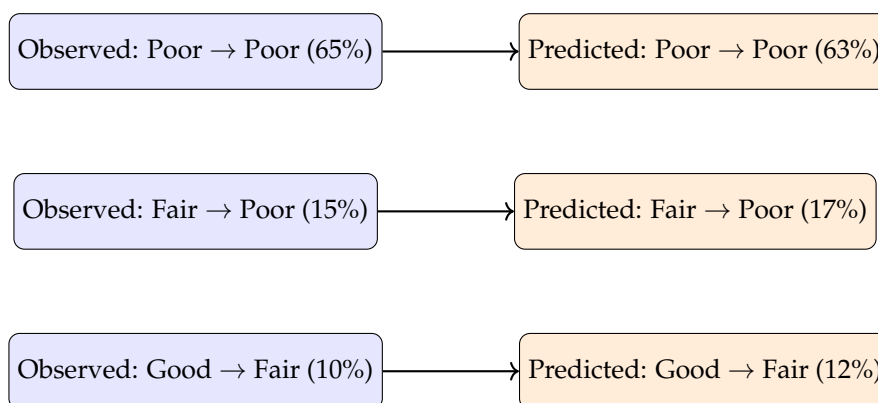 Observed: Poor → Poor (65%) Predicted: Poor → Poor (63%)
Observed: Fair → Poor (15%) Predicted: Fair → Poor (17%)
Observed: Good → Fair (10%) Predicted: Good → Fair (12%)